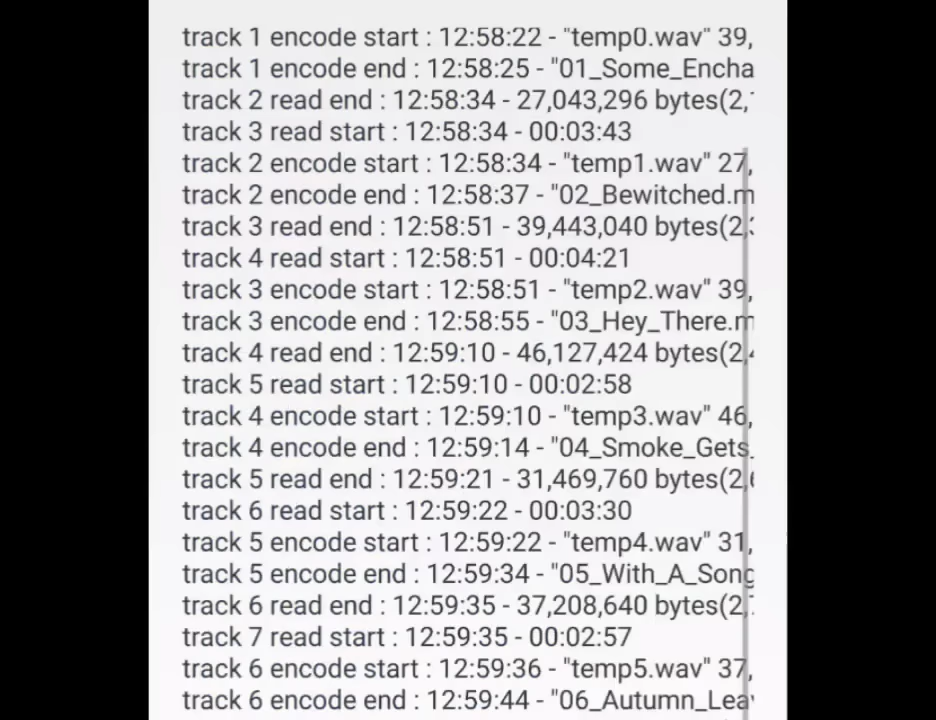 track 1 encode start : 12:58:22 - "temp0.wav" 39,
track 1 encode end : 12:58:25 - "01_Some_Encha
track 2 read end : 12:58:34 - 27,043,296 bytes(2,
track 3 read start : 12:58:34 - 00:03:43
track 2 encode start : 12:58:34 - "temp1.wav" 27,
track 2 encode end : 12:58:37 - "02_Bewitched.m
track 3 read end : 12:58:51 - 39,443,040 bytes(2,
track 4 read start : 12:58:51 - 00:04:21
track 3 encode start : 12:58:51 - "temp2.wav" 39,
track 3 encode end : 12:58:55 - "03_Hey_There.m
track 4 read end : 12:59:10 - 46,127,424 bytes(2,
track 5 read start : 12:59:10 - 00:02:58
track 4 encode start : 12:59:10 - "temp3.wav" 46,
track 4 encode end : 12:59:14 - "04_Smoke_Gets_
track 5 read end : 12:59:21 - 31,469,760 bytes(2,
track 6 read start : 12:59:22 - 00:03:30
track 5 encode start : 12:59:22 - "temp4.wav" 31,
track 5 encode end : 12:59:34 - "05_With_A_Song
track 6 read end : 12:59:35 - 37,208,640 bytes(2,
track 7 read start : 12:59:35 - 00:02:57
track 6 encode start : 12:59:36 - "temp5.wav" 37,
track 6 encode end : 12:59:44 - "06_Autumn_Lea